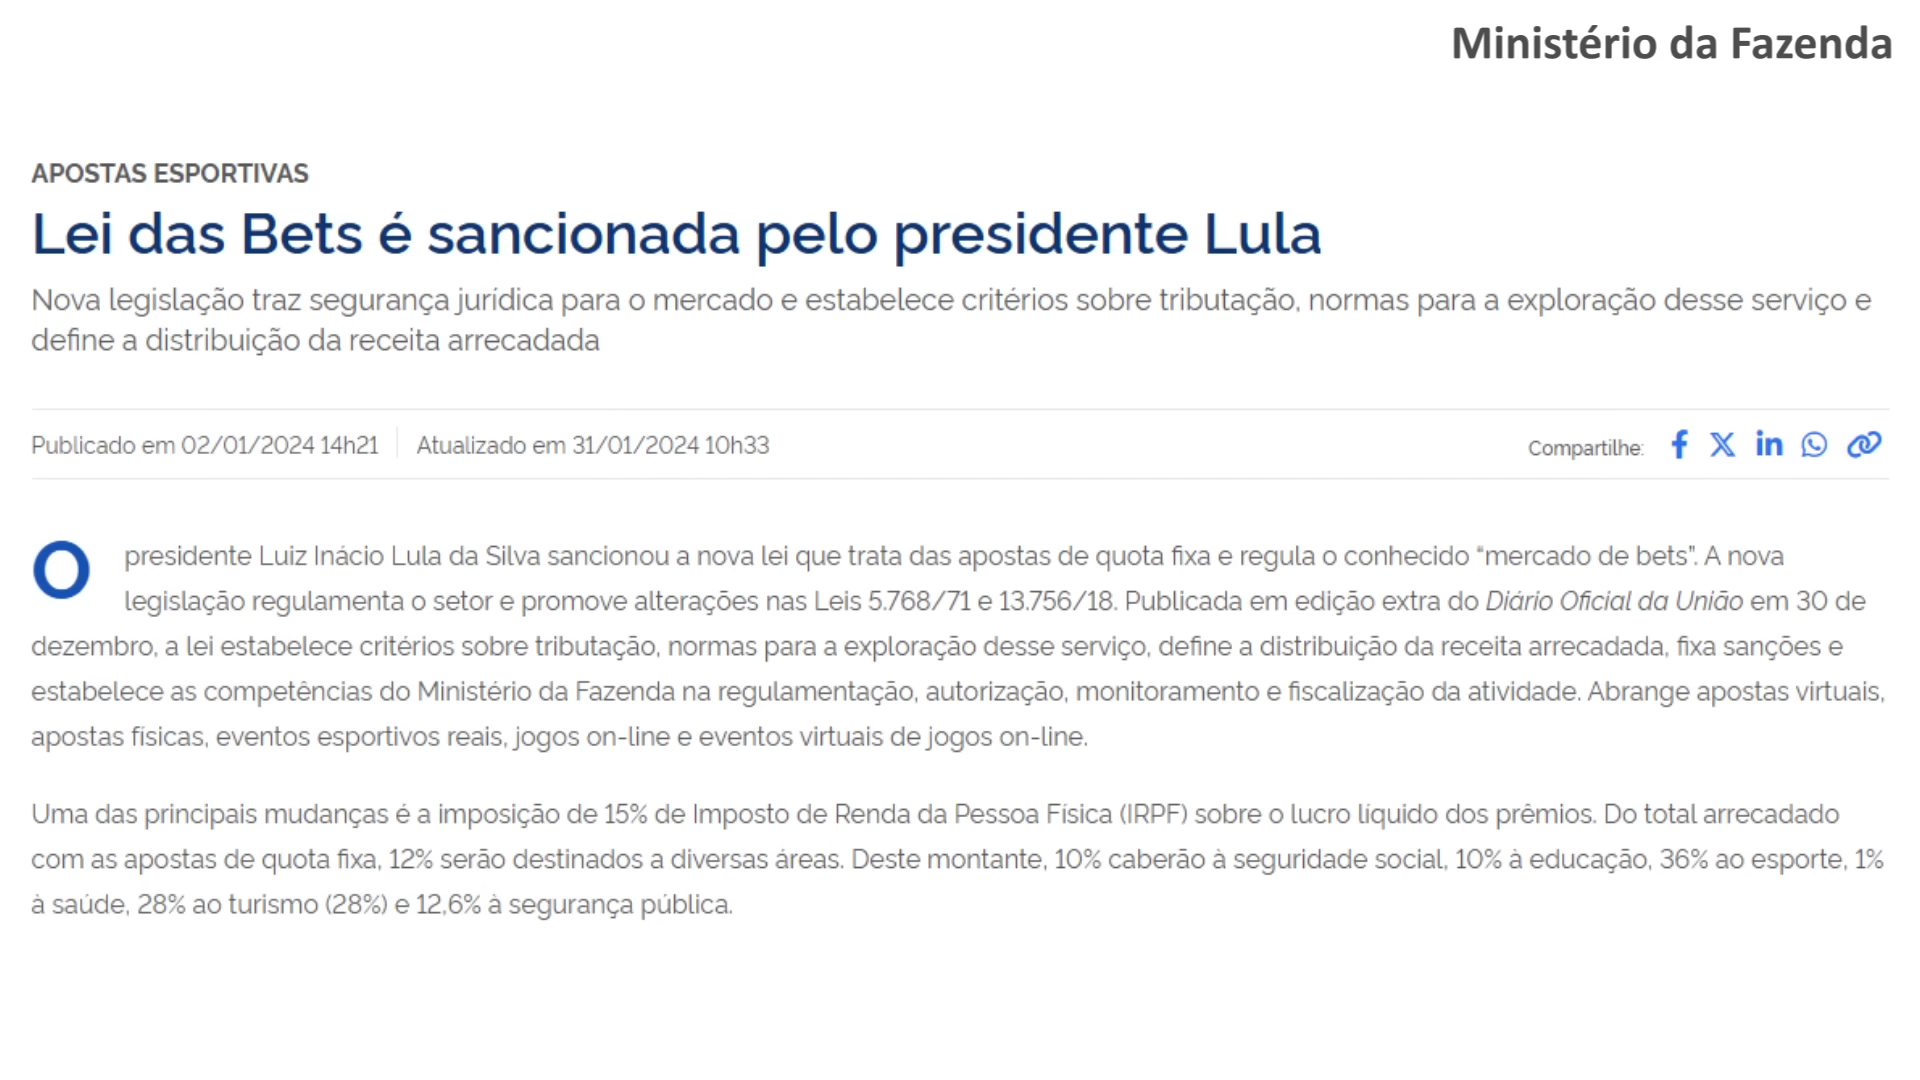 Ministério da Fazenda
APOSTAS ESPORTIVAS
Lei das Bets é sancionada pelo presidente Lula
Nova legislação traz segurança jurídica para o mercado e estabelece critérios sobre tributação, normas para a exploração desse serviço e
define a distribuição da receita arrecadada
Publicado em 02/01/2024 14h21 Atualizado em 31/01/2024 10h33
Compartilhe:
O presidente Luiz Inácio Lula da Silva sancionou a nova lei que trata das apostas de quota fixa e regula o conhecido “mercado de bets”. A nova
legislação regulamenta o setor e promove alterações nas Leis 5.768/71 e 13.756/18. Publicada em edição extra do Diário Oficial da União em 30 de
dezembro, a lei estabelece critérios sobre tributação, normas para a exploração desse serviço, define a distribuição da receita arrecadada, fixa sanções e
estabelece as competências do Ministério da Fazenda na regulamentação, autorização, monitoramento e fiscalização da atividade. Abrange apostas virtuais,
apostas físicas, eventos esportivos reais, jogos on-line e eventos virtuais de jogos on-line.
Uma das principais mudanças é a imposição de 15% de Imposto de Renda da Pessoa Física (IRPF) sobre o lucro líquido dos prêmios. Do total arrecadado
com as apostas de quota fixa, 12% serão destinados a diversas áreas. Deste montante, 10% caberão à seguridade social, 10% à educação, 36% ao esporte, 1%
à saúde, 28% ao turismo (28%) e 12,6% à segurança pública.